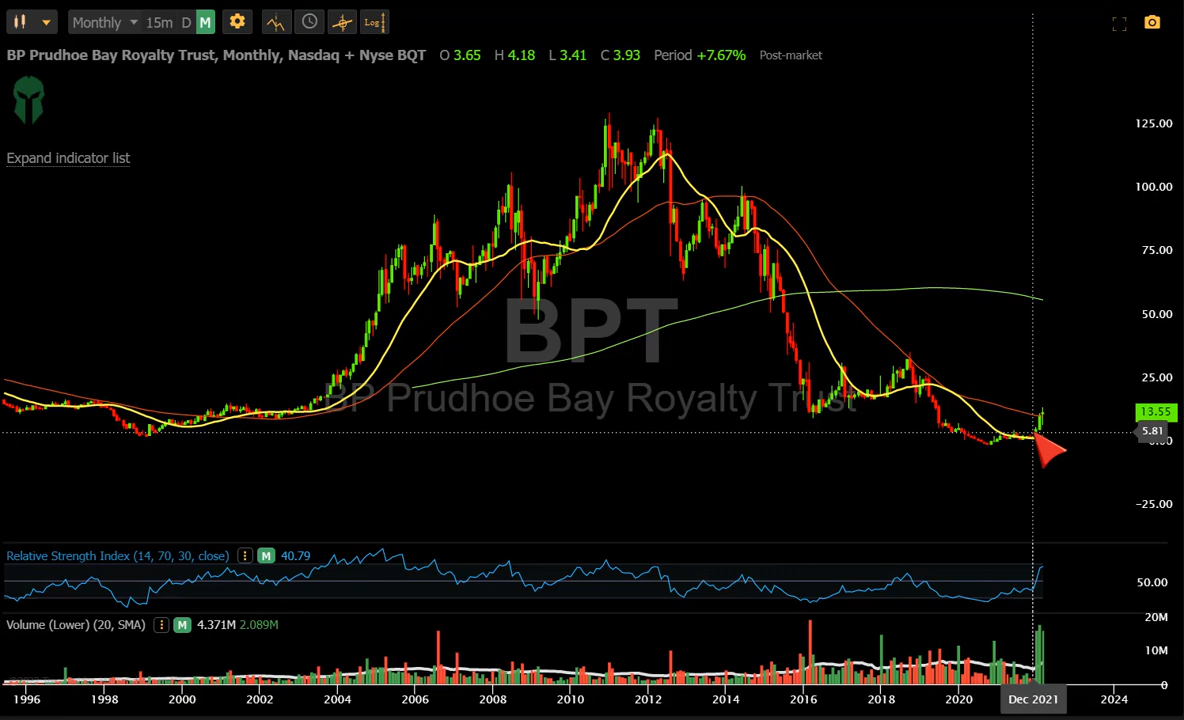 Monthly 15m D M Log
BP Prudhoe Bay Royalty Trust, Monthly, Nasdaq + Nyse BQT O 3.65 H 4.18 L 3.41 C 3.93 Period +7.67% Post-market
Expand indicator list
125.00
100.00
75.00
50.00
25.00
13.55
5.81
0.00
-25.00
BPT
BP Prudhoe Bay Royalty Trust
Relative Strength Index (14, 70, 30, close) M 40.79
50.00
Volume (Lower) (20, SMA) M 4.371M 2.089M
20M
10M
0
1996 1998 2000 2002 2004 2006 2008 2010 2012 2014 2016 2018 2020 Dec 2021 2024